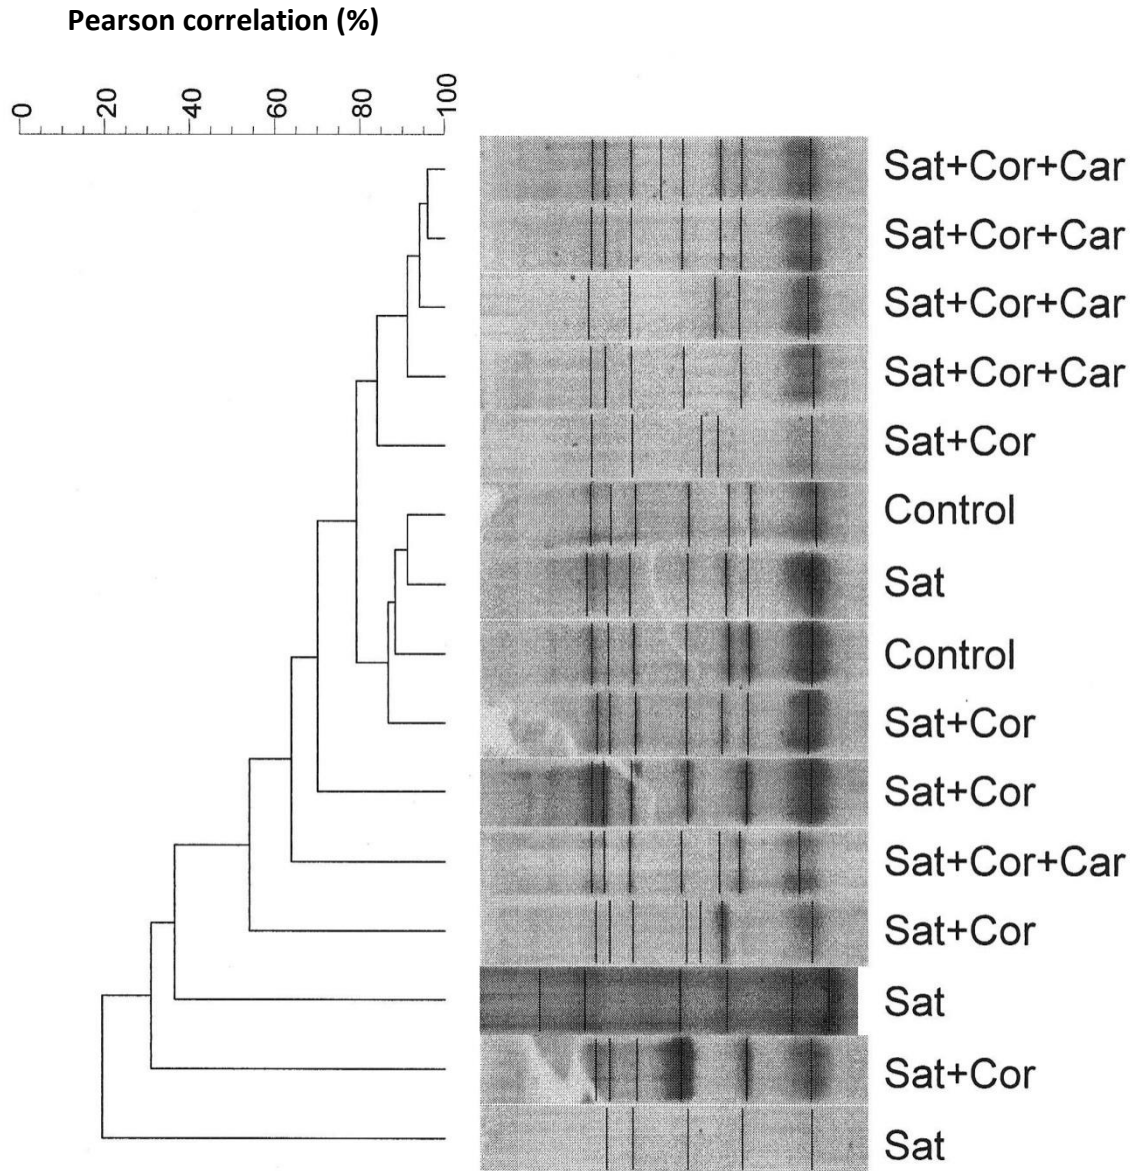 Pearson correlation (%)
0 20 40 60 80 100
Sat+Cor+Car
Sat+Cor+Car
Sat+Cor+Car
Sat+Cor+Car
Sat+Cor
Control
Sat
Control
Sat+Cor
Sat+Cor
Sat+Cor+Car
Sat+Cor
Sat
Sat+Cor
Sat